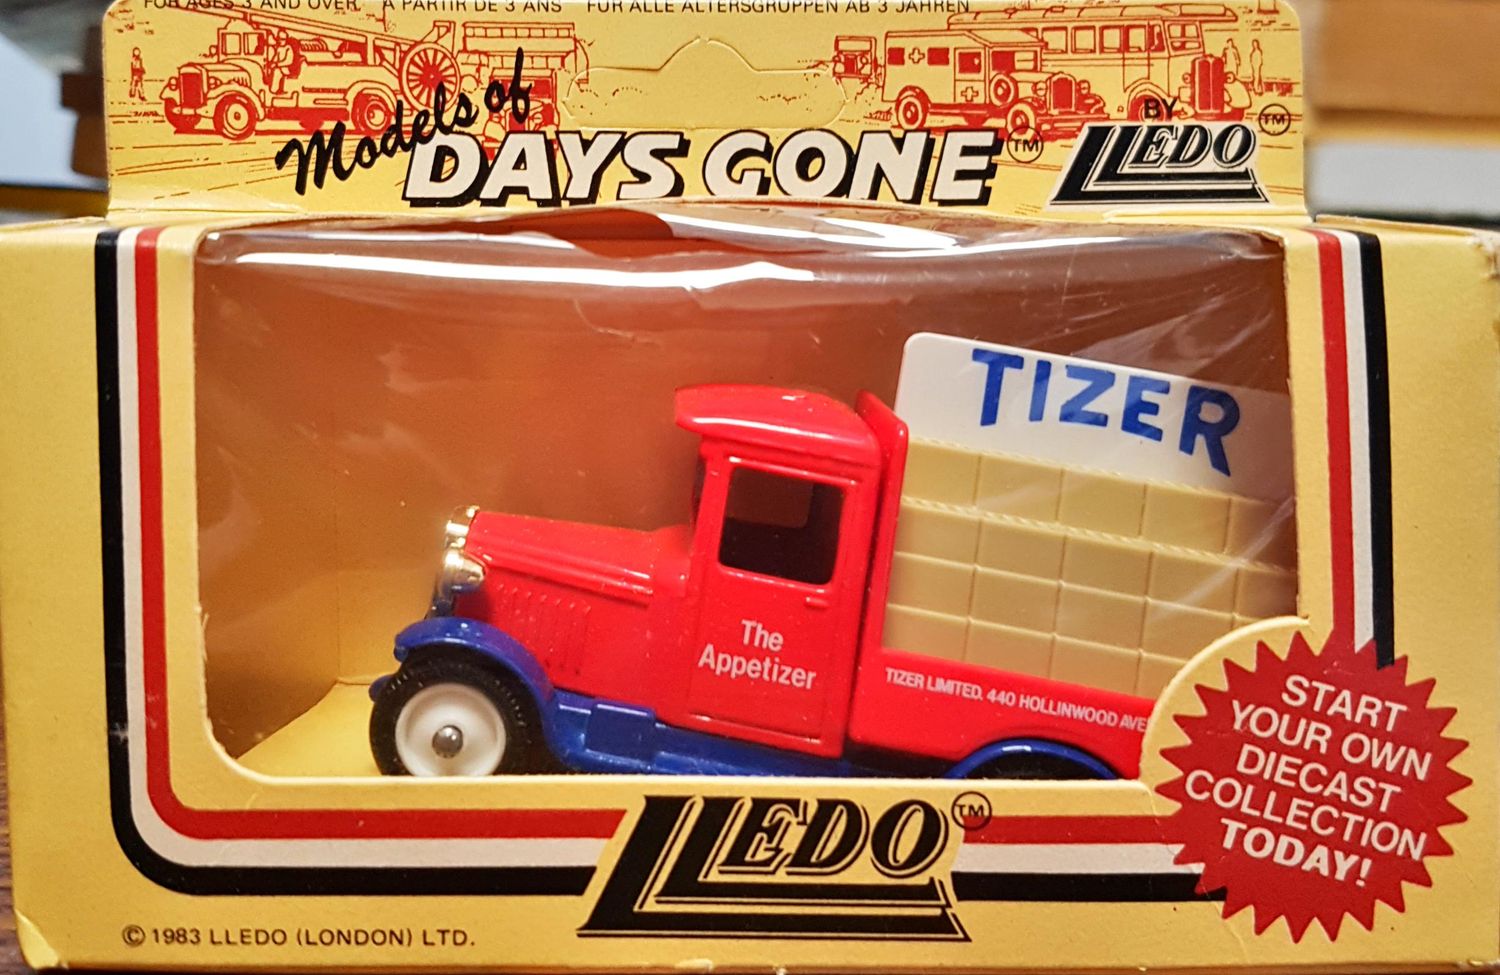 FOR AGES 3 AND OVER. A PARTIR DE 3 ANS FUR ALLE ALTERSGRUPPEN AB 3 JAHREN
Models of
DAYS GONE TM
BY
LLEDO TM
TIZER
The
Appetizer
TIZER LIMITED. 440 HOLLINWOOD AVE
START
YOUR OWN
DIECAST
COLLECTION
TODAY!
LLEDO TM
© 1983 LLEDO (LONDON) LTD.